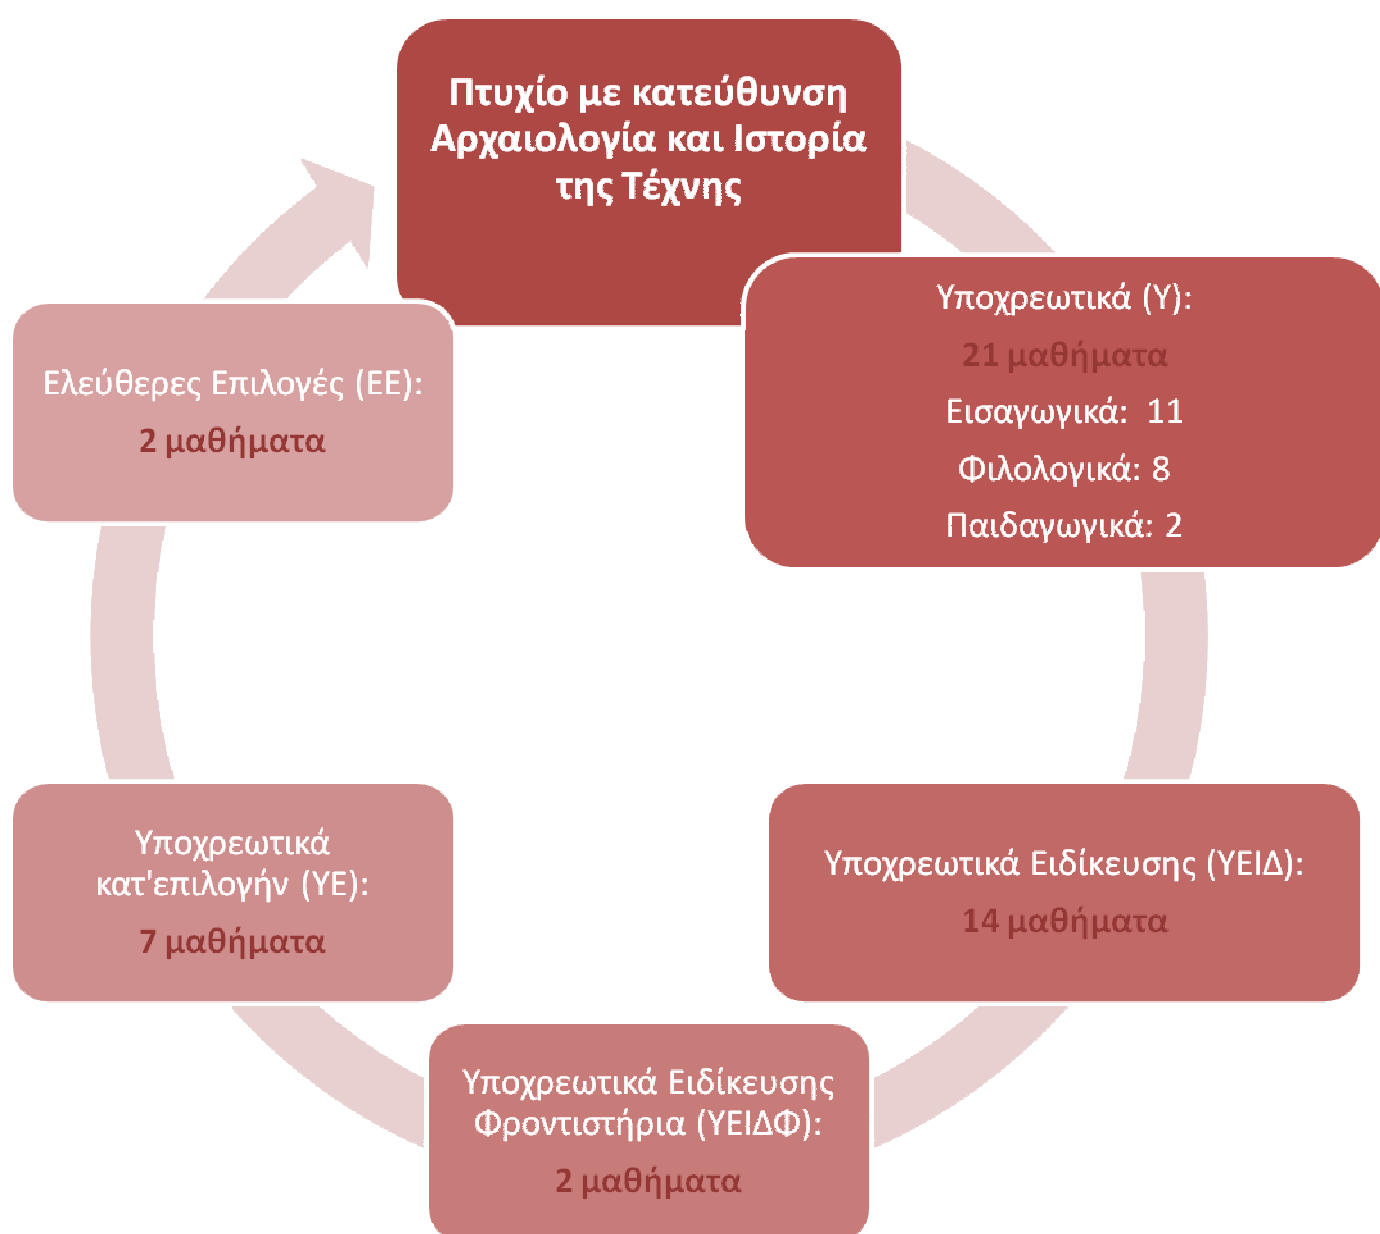 Πτυχίο με κατεύθυνση
Αρχαιολογία και Ιστορία
της Τέχνης
Υποχρεωτικά (Υ):
21 μαθήματα
Εισαγωγικά:  11
Φιλολογικά: 8
Παιδαγωγικά: 2
Υποχρεωτικά Ειδίκευσης (ΥΕΙΔ):
14 μαθήματα
Υποχρεωτικά Ειδίκευσης
Φροντιστήρια (ΥΕΙΔΦ):
2 μαθήματα
Υποχρεωτικά
κατ'επιλογήν (ΥΕ):
7 μαθήματα
Ελεύθερες Επιλογές (ΕΕ):
2 μαθήματα